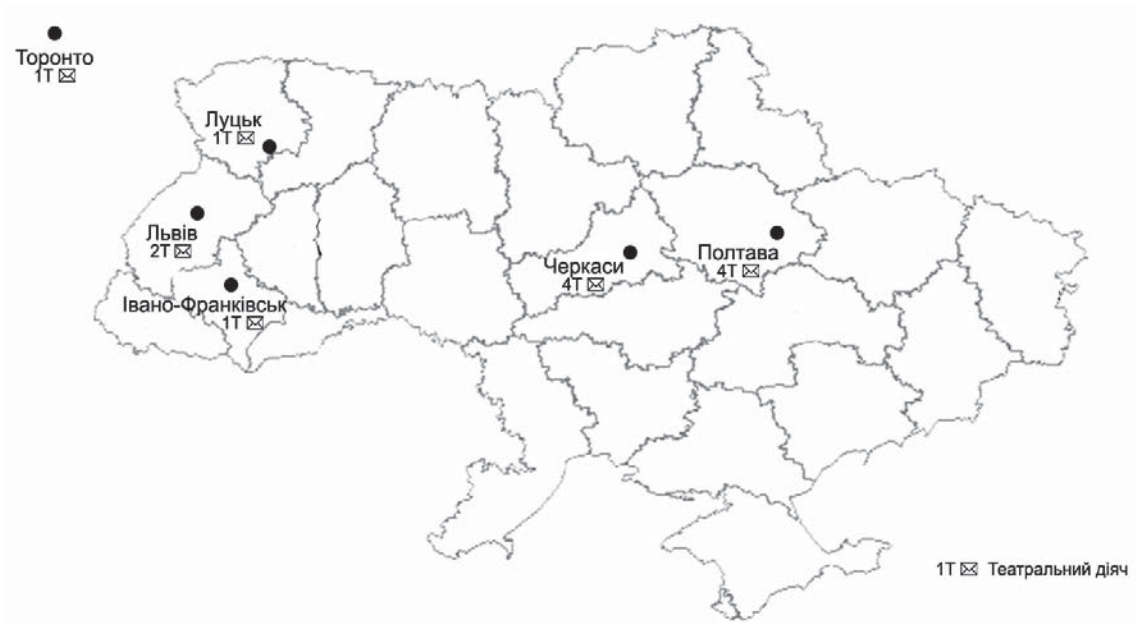 Торонто
1Т ✉
Луцьк
1Т ✉
Львів
2Т ✉
Івано-Франківськ
1Т ✉
Черкаси
4Т ✉
Полтава
4Т ✉
1Т ✉ Театральний діяч